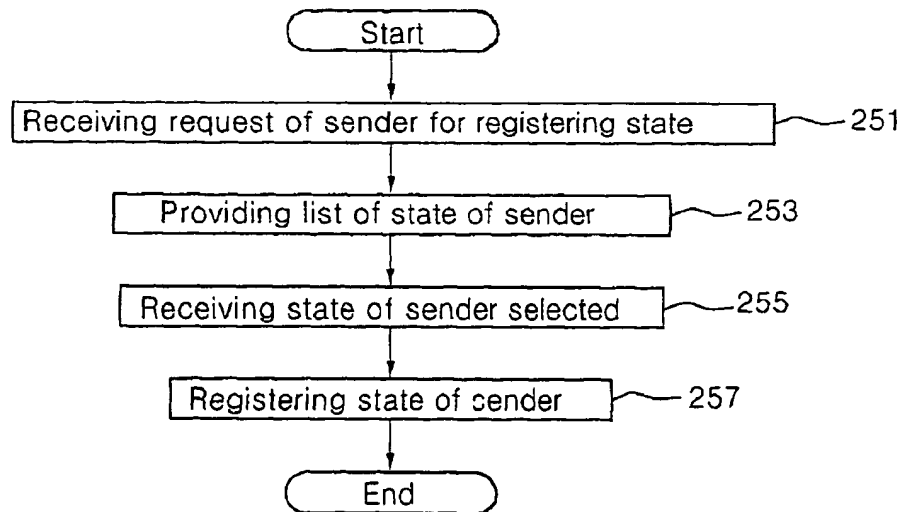 Start
Receiving request of sender for registering state
251
Providing list of state of sender
253
Receiving state of sender selected
255
Registering state of sender
257
End